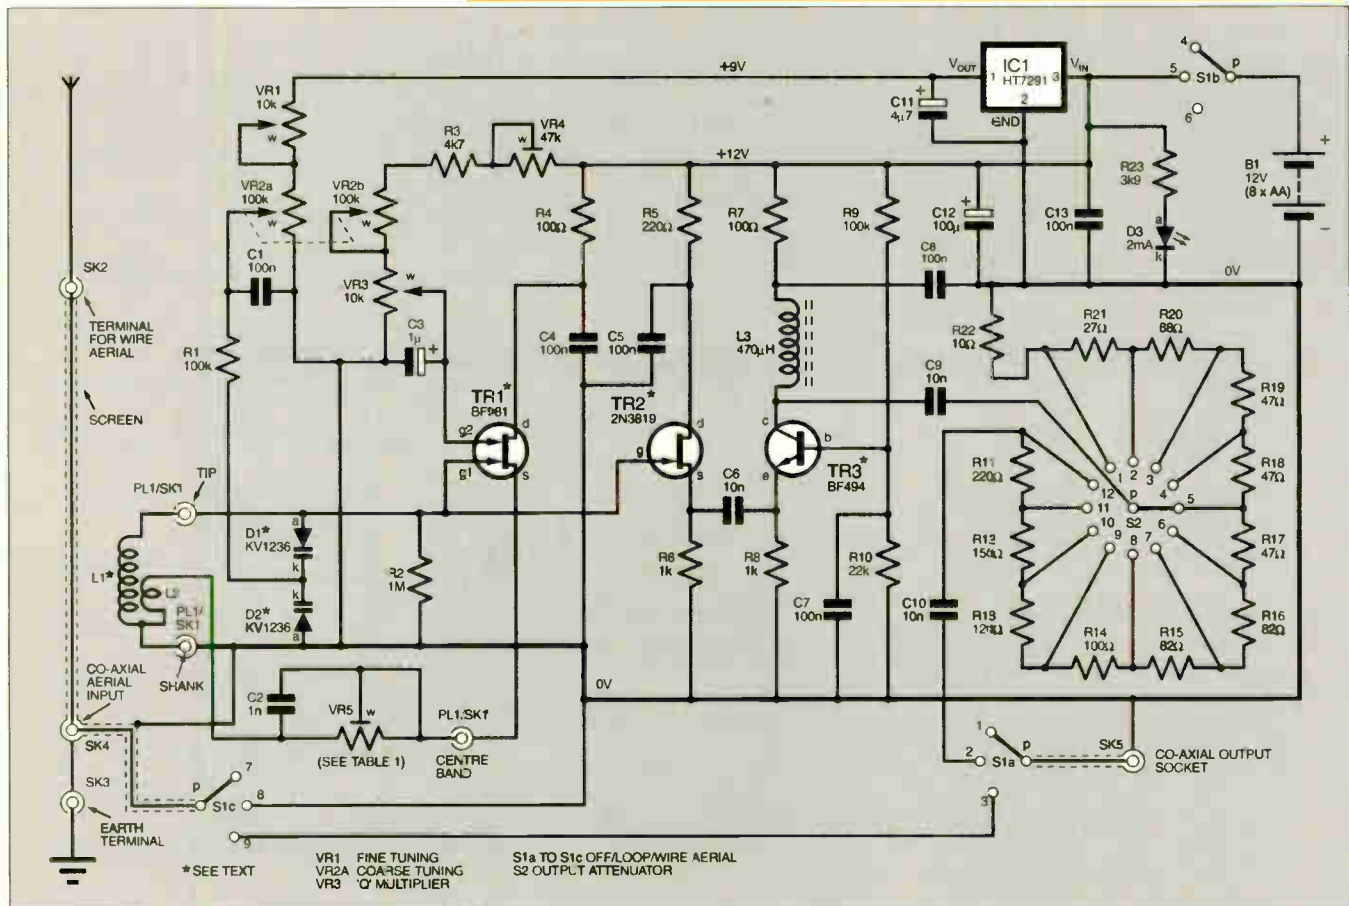 VR1
10k
w
VR2a
100k
w
C1
100n
R1
100k
SK2
TERMINAL
FOR WIRE
AERIAL
SCREEN
PL1/SK1
TIP
L1*
L2
PL1/
SK1
SHANK
CO-AXIAL
AERIAL
INPUT
SK4
SK3
EARTH
TERMINAL
D1*
KV1236
a
k
k
D2*
KV1236
a
VR2b
100k
w
VR3
10k
w
R3
4k7
VR4
47k
w
+9V
+12V
C3
1µ
+
R2
1M
C2
1n
VR5
w
(SEE TABLE 1)
PL1/SK1
CENTRE
BAND
TR1*
BF981
g2
g1
d
s
R4
100Ω
C4
100n
R5
220Ω
C5
100n
TR2*
2N3819
g
d
s
R6
1k
C6
10n
R7
100Ω
L3
470µH
TR3*
BF494
c
b
e
R8
1k
R9
100k
R10
22k
C7
100n
C8
100n
C9
10n
C10
10n
C11
4µ7
+
C12
100µ
+
C13
100n
VOUT
1
IC1
HT7291
3
VIN
2
GND
R23
3k9
D3
2mA
a
k
4
5
6
p
S1b
B1
12V
(8 x AA)
+
–
0V
0V
R22
10Ω
R21
27Ω
R20
68Ω
R19
47Ω
R18
47Ω
R17
47Ω
R16
82Ω
R15
82Ω
R14
100Ω
R13
R12
R11
220Ω
1
2
3
4
5
6
7
8
9
10
11
12
p
S2
1
2
3
p
S1a
SK5
CO-AXIAL OUTPUT
SOCKET
7
8
9
p
S1c
*SEE TEXT
VR1 FINE TUNING
VR2A COARSE TUNING
VR3 'Q' MULTIPLIER
S1a TO S1c OFF/LOOP/WIRE AERIAL
S2 OUTPUT ATTENUATOR